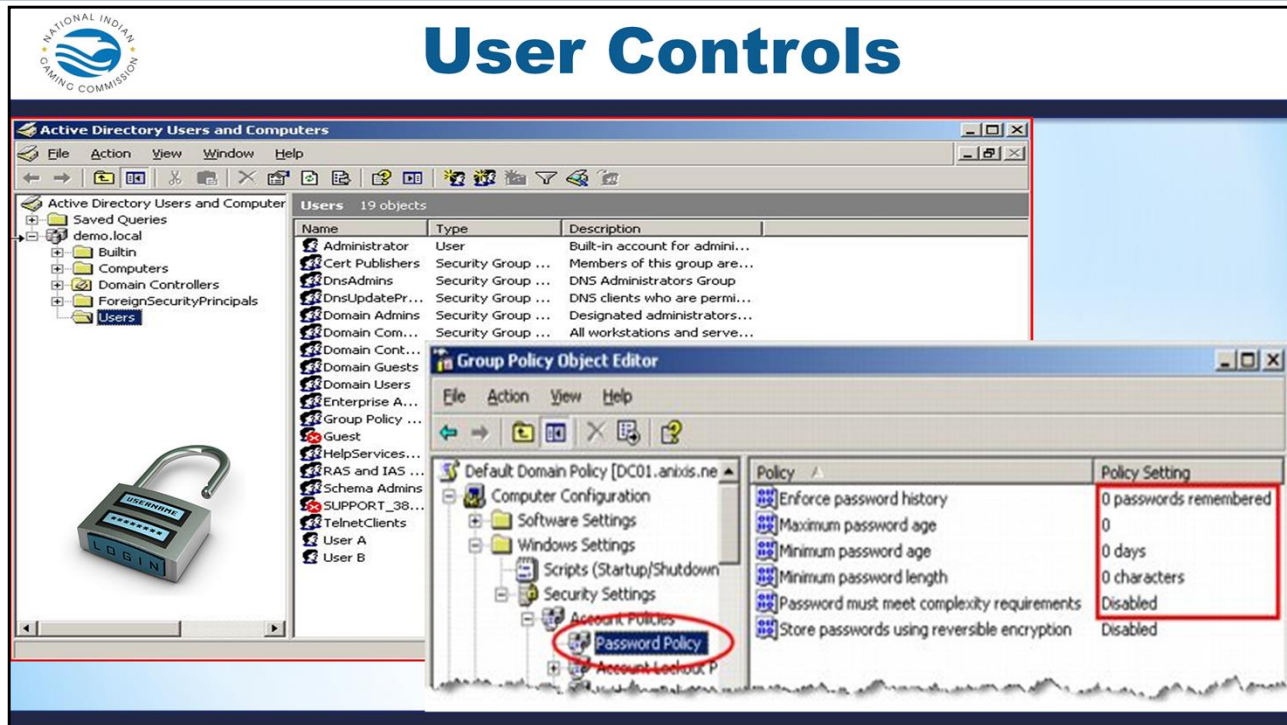 NATIONAL INDIAN
GAMING COMMISSION
User Controls
Active Directory Users and Computers
File Action View Window Help
Active Directory Users and Computer
Saved Queries
demo.local
Builtin
Computers
Domain Controllers
ForeignSecurityPrincipals
Users
Users 19 objects
Name Type Description
Administrator User Built-in account for admini...
Cert Publishers Security Group ... Members of this group are...
DnsAdmins Security Group ... DNS Administrators Group
DnsUpdatePr... Security Group ... DNS clients who are permi...
Domain Admins Security Group ... Designated administrators...
Domain Com... Security Group ... All workstations and serve...
Domain Cont...
Domain Guests
Domain Users
Enterprise A...
Group Policy ...
Guest
HelpServices...
RAS and IAS ...
Schema Admins
SUPPORT_38...
TelnetClients
User A
User B
USERNAME
********
LOGIN
Group Policy Object Editor
File Action View Help
Default Domain Policy [DC01.anixis.ne
Computer Configuration
Software Settings
Windows Settings
Scripts (Startup/Shutdown
Security Settings
Account Policies
Password Policy
Account Lockout P
Policy Policy Setting
Enforce password history 0 passwords remembered
Maximum password age 0
Minimum password age 0 days
Minimum password length 0 characters
Password must meet complexity requirements Disabled
Store passwords using reversible encryption Disabled